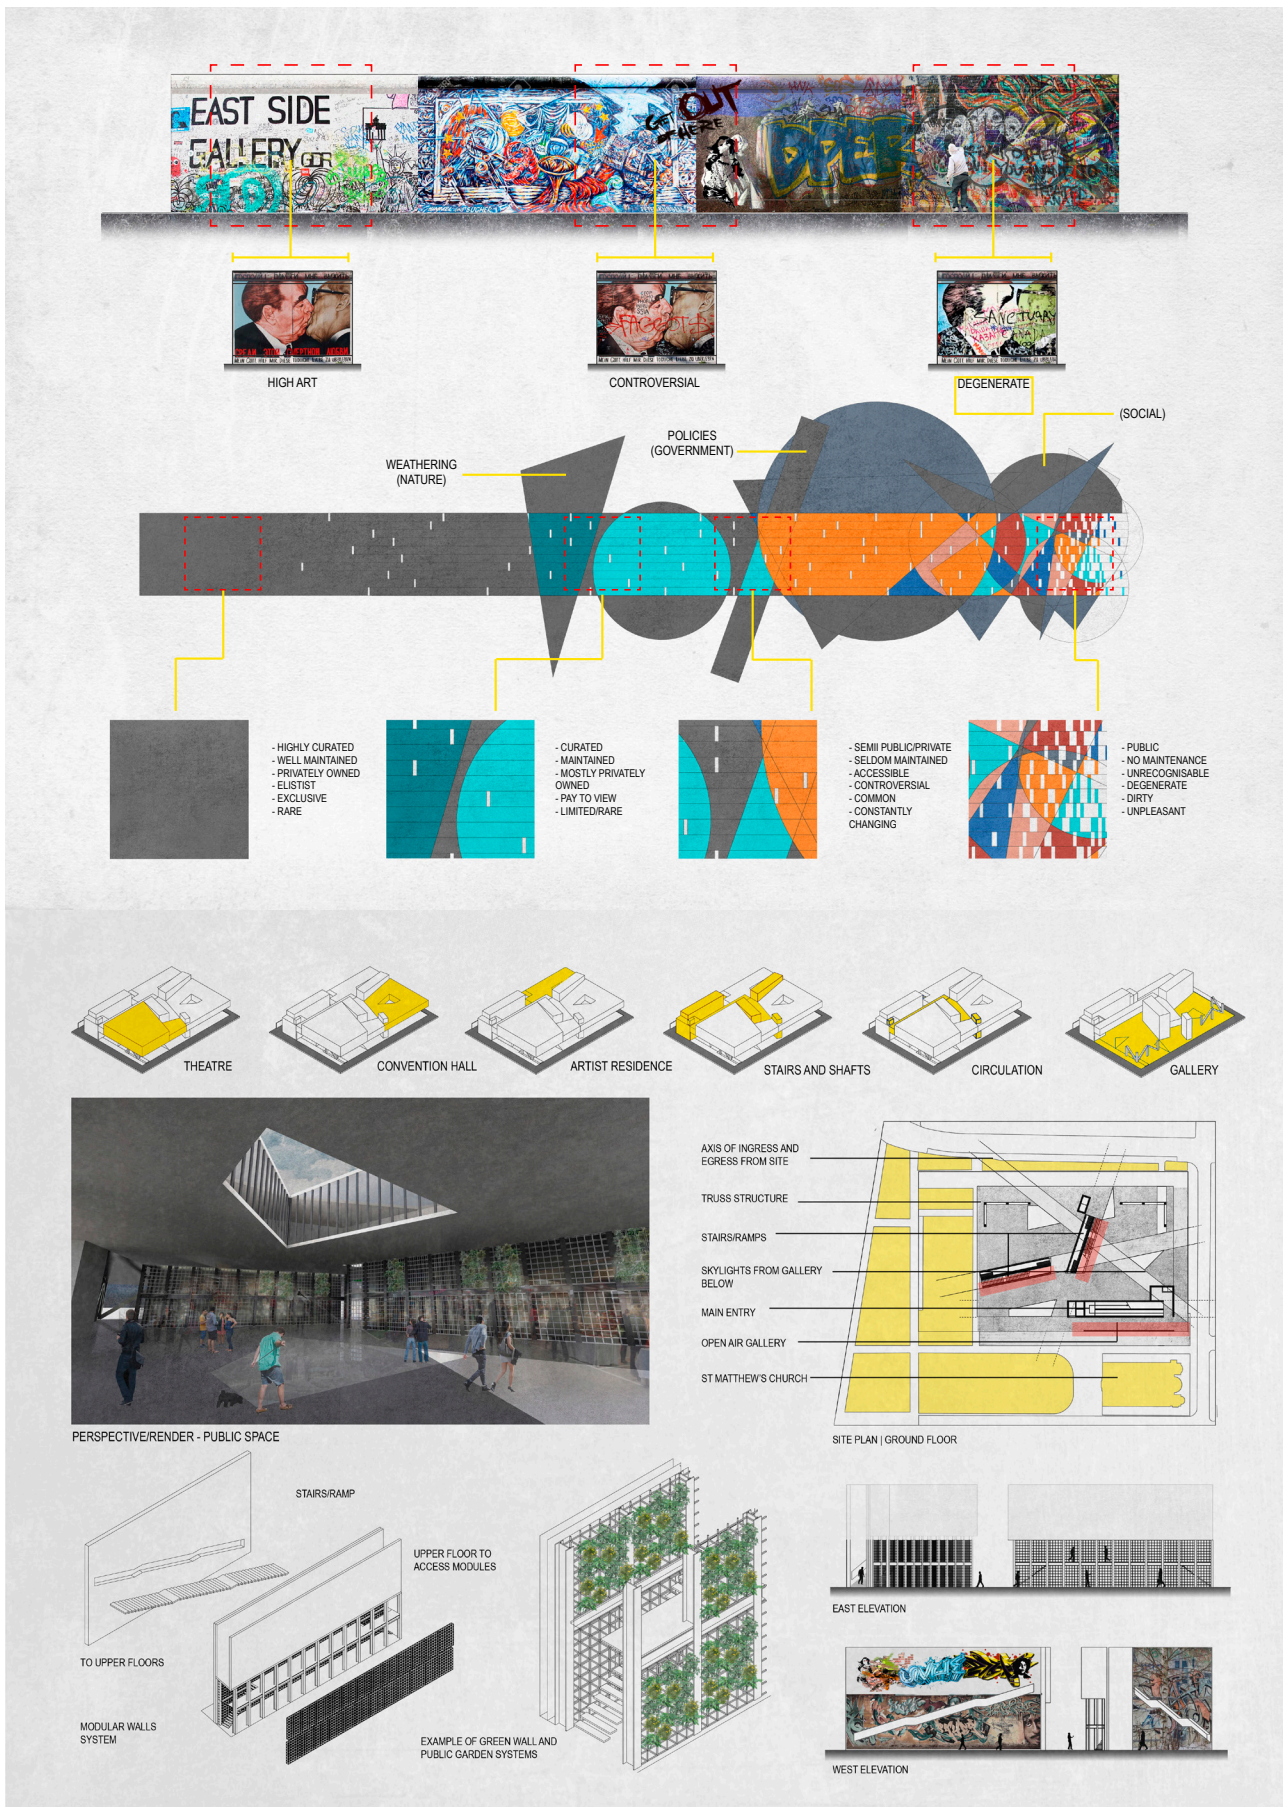 EAST SIDE
GALLERY
GDR
GET OUT
OF HERE
HIGH ART
CONTROVERSIAL
SANCTUARY
DEGENERATE
(SOCIAL)
POLICIES
(GOVERNMENT)
WEATHERING
(NATURE)
- HIGHLY CURATED
- WELL MAINTAINED
- PRIVATELY OWNED
- ELISTIST
- EXCLUSIVE
- RARE
- CURATED
- MAINTAINED
- MOSTLY PRIVATELY
OWNED
- PAY TO VIEW
- LIMITED/RARE
- SEMII PUBLIC/PRIVATE
- SELDOM MAINTAINED
- ACCESSIBLE
- CONTROVERSIAL
- COMMON
- CONSTANTLY
CHANGING
- PUBLIC
- NO MAINTENANCE
- UNRECOGNISABLE
- DEGENERATE
- DIRTY
- UNPLEASANT
THEATRE
CONVENTION HALL
ARTIST RESIDENCE
STAIRS AND SHAFTS
CIRCULATION
GALLERY
PERSPECTIVE/RENDER - PUBLIC SPACE
AXIS OF INGRESS AND
EGRESS FROM SITE
TRUSS STRUCTURE
STAIRS/RAMPS
SKYLIGHTS FROM GALLERY
BELOW
MAIN ENTRY
OPEN AIR GALLERY
ST MATTHEW'S CHURCH
SITE PLAN | GROUND FLOOR
STAIRS/RAMP
UPPER FLOOR TO
ACCESS MODULES
TO UPPER FLOORS
MODULAR WALLS
SYSTEM
EXAMPLE OF GREEN WALL AND
PUBLIC GARDEN SYSTEMS
EAST ELEVATION
WEST ELEVATION